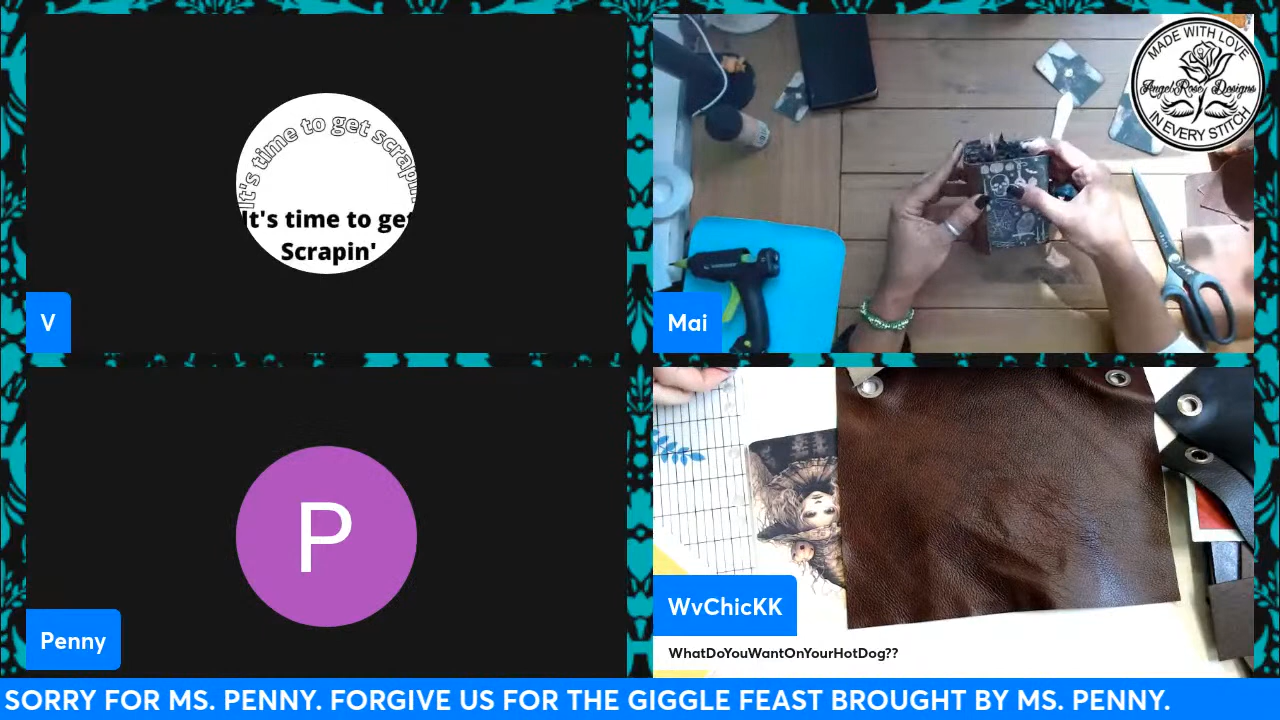 It's time to get scrapin'
It's time to get
Scrapin'
V
MADE WITH LOVE
AngelRose Designs
IN EVERY STITCH
Mai
P
Penny
WvChicKK
WhatDoYouWantOnYourHotDog??
SORRY FOR MS. PENNY. FORGIVE US FOR THE GIGGLE FEAST BROUGHT BY MS. PENNY.